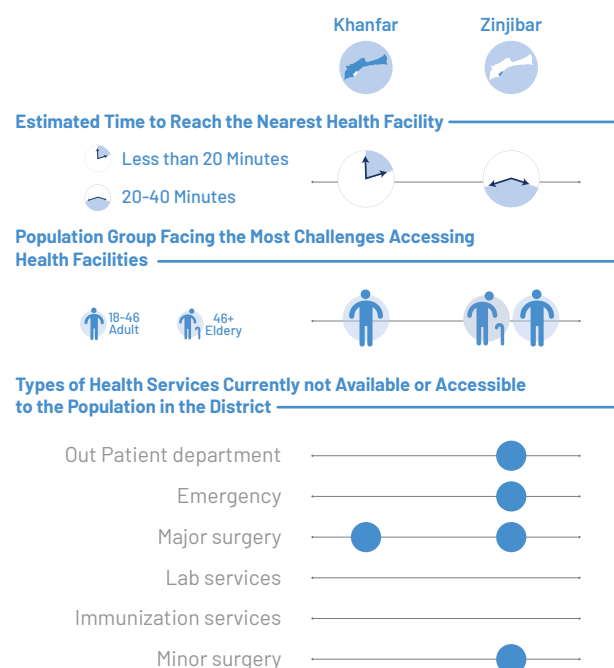 Khanfar Zinjibar
Estimated Time to Reach the Nearest Health Facility
Less than 20 Minutes
20-40 Minutes
Population Group Facing the Most Challenges Accessing
Health Facilities
18-46
Adult
46+
Eldery
Types of Health Services Currently not Available or Accessible
to the Population in the District
Out Patient department
Emergency
Major surgery
Lab services
Immunization services
Minor surgery